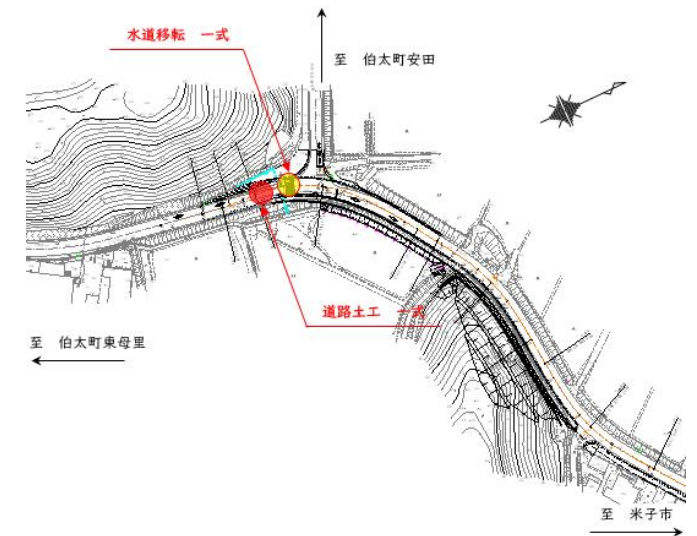 水道移転　一式
至　伯太町安田
道路土工　一式
至　伯太町東母里
至　米子市